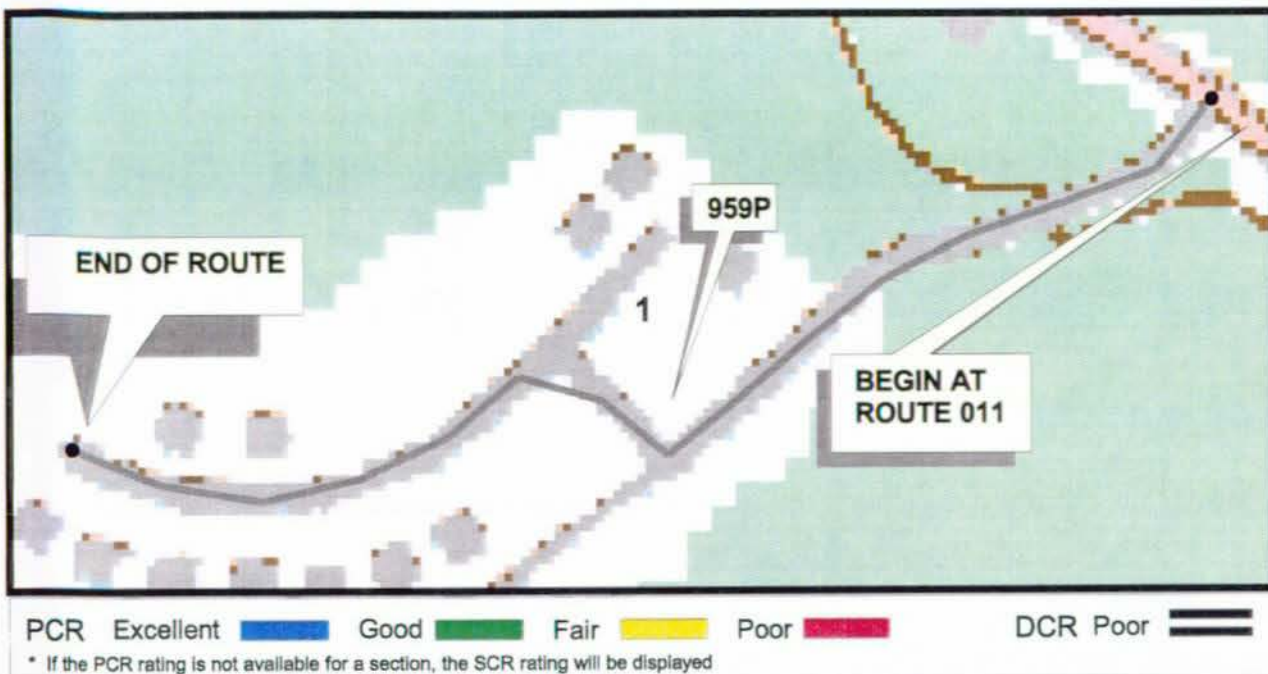 959P
END OF ROUTE
1
BEGIN AT
ROUTE 011
PCR Excellent Good Fair Poor DCR Poor
* If the PCR rating is not available for a section, the SCR rating will be displayed